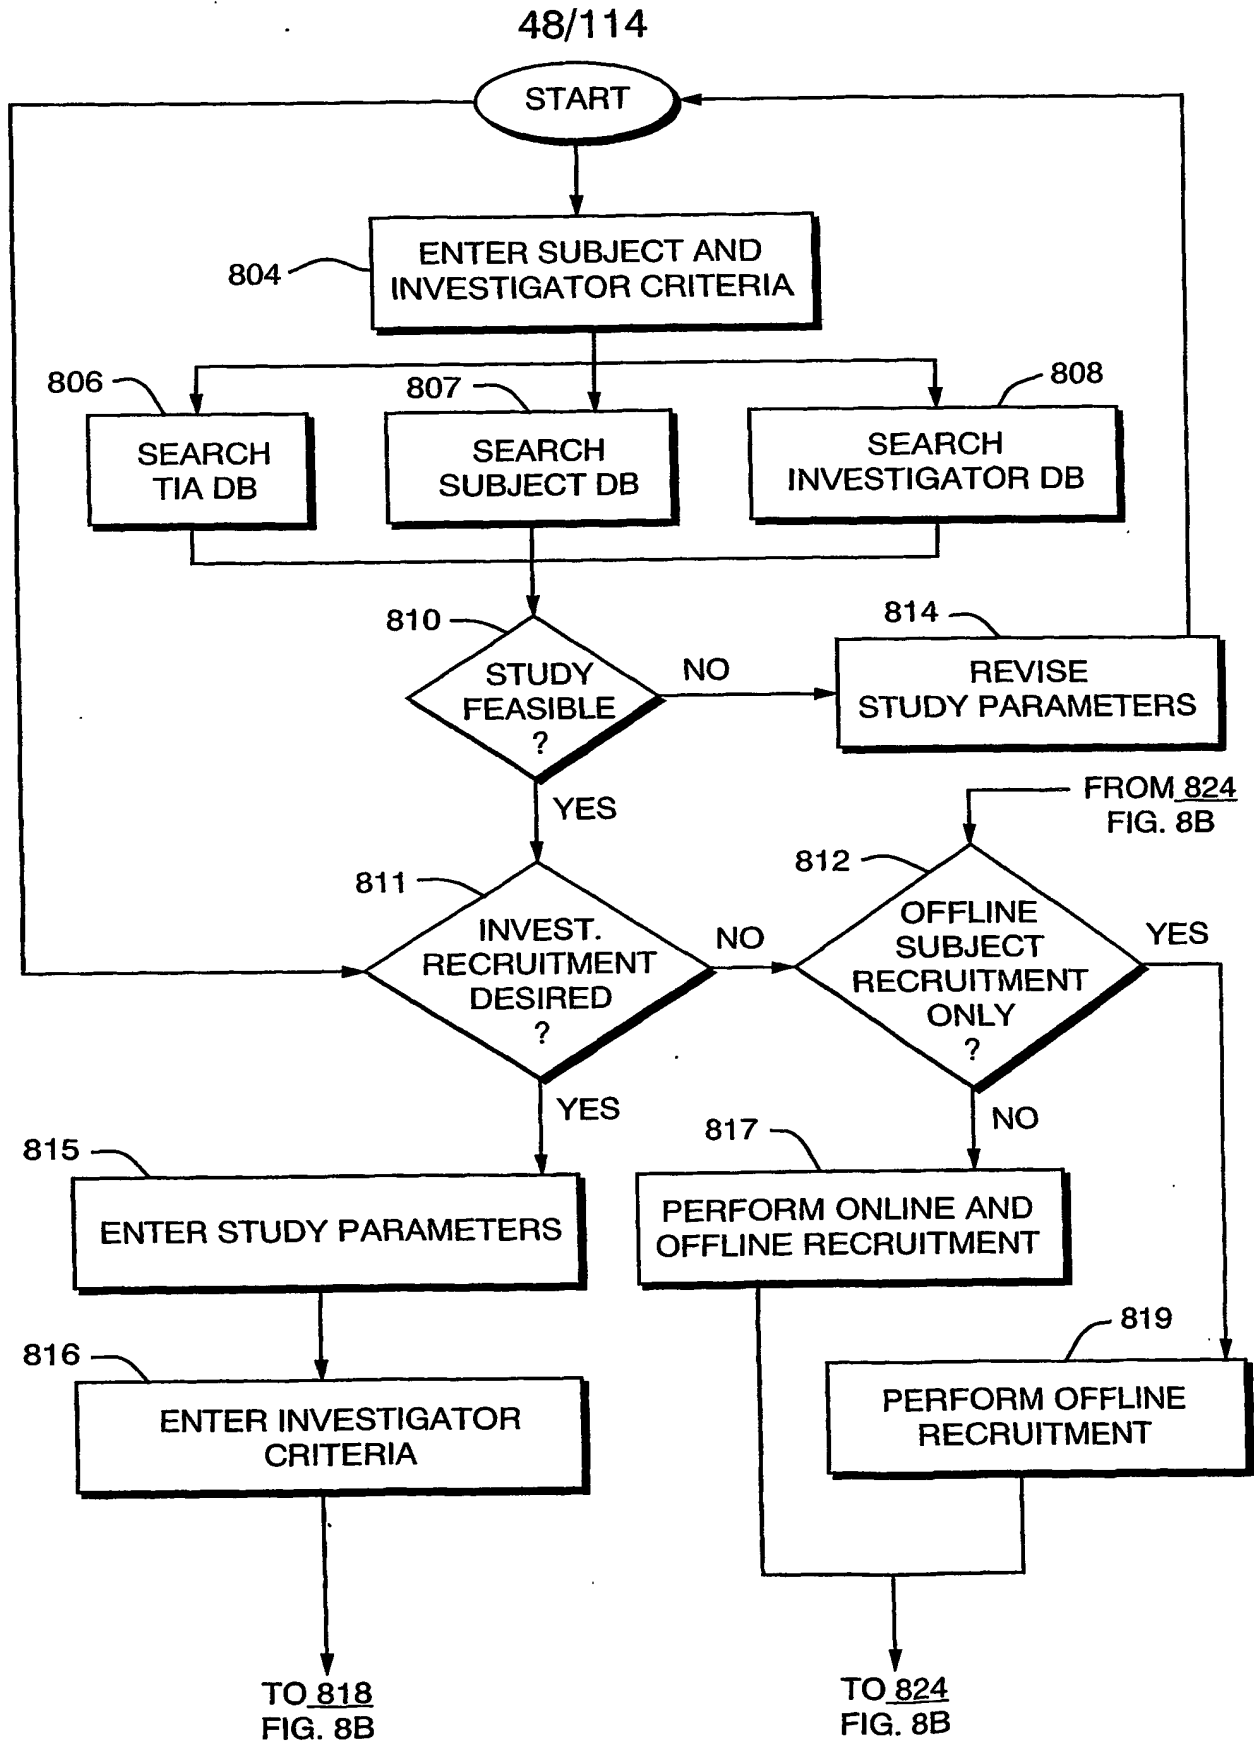 48/114
START
804
ENTER SUBJECT AND
INVESTIGATOR CRITERIA
806
807
808
SEARCH
TIA DB
SEARCH
SUBJECT DB
SEARCH
INVESTIGATOR DB
810
STUDY
FEASIBLE
?
NO
814
REVISE
STUDY PARAMETERS
YES
FROM 824
FIG. 8B
811
INVEST.
RECRUITMENT
DESIRED
?
NO
812
OFFLINE
SUBJECT
RECRUITMENT
ONLY
?
YES
YES
NO
815
ENTER STUDY PARAMETERS
817
PERFORM ONLINE AND
OFFLINE RECRUITMENT
816
ENTER INVESTIGATOR
CRITERIA
819
PERFORM OFFLINE
RECRUITMENT
TO 818
FIG. 8B
TO 824
FIG. 8B